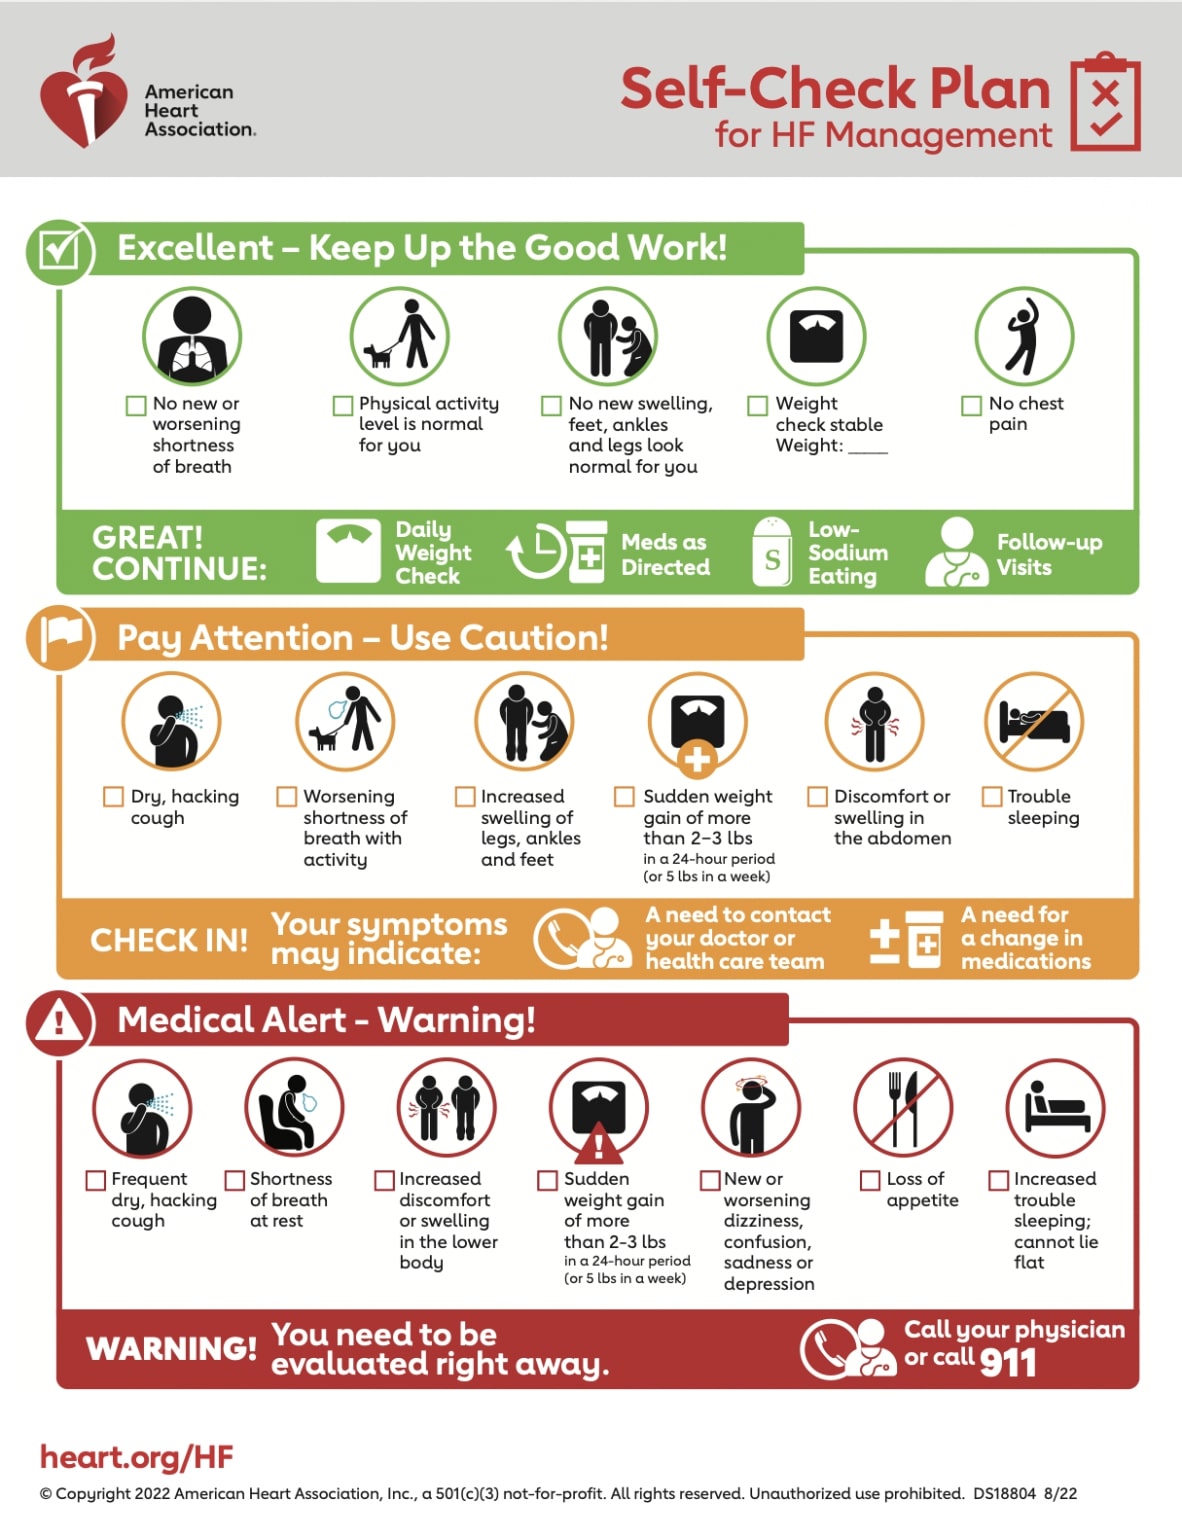 American
Heart
Association.
Self-Check Plan
for HF Management
Excellent – Keep Up the Good Work!
No new or
worsening
shortness
of breath
Physical activity
level is normal
for you
No new swelling,
feet, ankles
and legs look
normal for you
Weight
check stable
Weight: ____
No chest
pain
GREAT!
CONTINUE:
Daily
Weight
Check
Meds as
Directed
S
Low-
Sodium
Eating
Follow-up
Visits
Pay Attention – Use Caution!
Dry, hacking
cough
Worsening
shortness of
breath with
activity
Increased
swelling of
legs, ankles
and feet
Sudden weight
gain of more
than 2–3 lbs
in a 24-hour period
(or 5 lbs in a week)
Discomfort or
swelling in
the abdomen
Trouble
sleeping
CHECK IN!
Your symptoms
may indicate:
A need to contact
your doctor or
health care team
A need for
a change in
medications
Medical Alert – Warning!
Frequent
dry, hacking
cough
Shortness
of breath
at rest
Increased
discomfort
or swelling
in the lower
body
Sudden
weight gain
of more
than 2-3 lbs
in a 24-hour period
(or 5 lbs in a week)
New or
worsening
dizziness,
confusion,
sadness or
depression
Loss of
appetite
Increased
trouble
sleeping;
cannot lie
flat
WARNING!
You need to be
evaluated right away.
Call your physician
or call 911
heart.org/HF
© Copyright 2022 American Heart Association, Inc., a 501(c)(3) not-for-profit. All rights reserved. Unauthorized use prohibited. DS18804 8/22